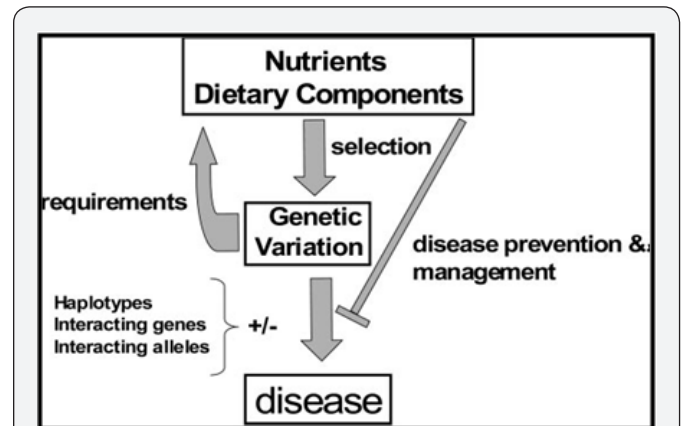 Nutrients
Dietary Components
selection
requirements
Genetic
Variation
disease prevention &
management
Haplotypes
Interacting genes
Interacting alleles
+/-
disease